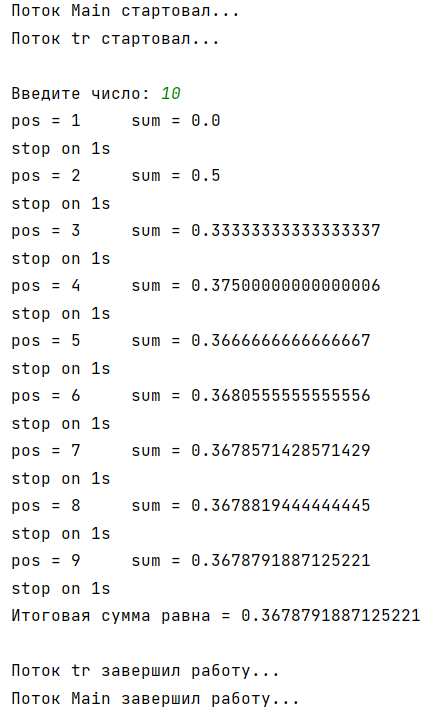 Поток Main стартовал...
Поток tr стартовал...
Введите число: 10
pos = 1     sum = 0.0
stop on 1s
pos = 2     sum = 0.5
stop on 1s
pos = 3     sum = 0.33333333333333337
stop on 1s
pos = 4     sum = 0.37500000000000006
stop on 1s
pos = 5     sum = 0.3666666666666667
stop on 1s
pos = 6     sum = 0.3680555555555556
stop on 1s
pos = 7     sum = 0.3678571428571429
stop on 1s
pos = 8     sum = 0.3678819444444445
stop on 1s
pos = 9     sum = 0.3678791887125221
stop on 1s
Итоговая сумма равна = 0.3678791887125221
Поток tr завершил работу...
Поток Main завершил работу...